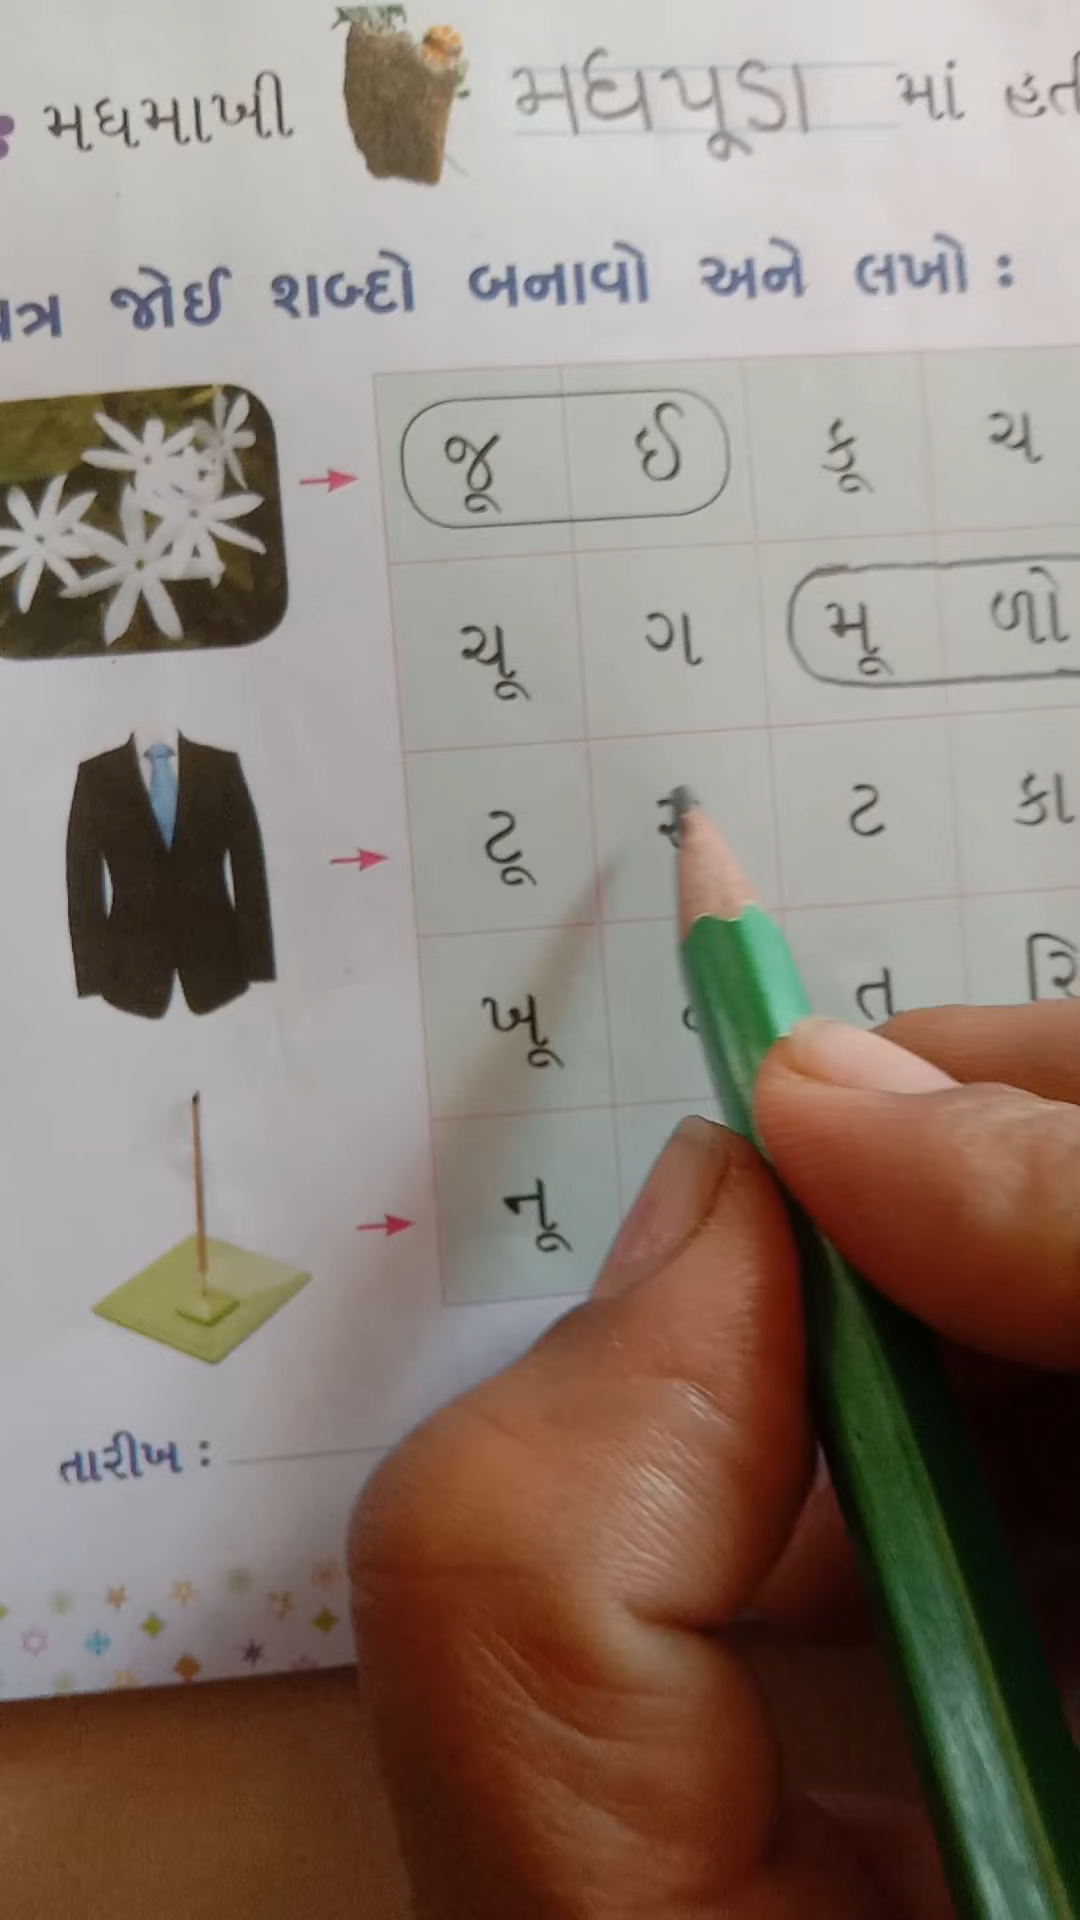 મધમાખી મધપૂડા માં હતી
જોઈ શબ્દો બનાવો અને લખો :
જૂ ઈ કૂ ચ
ચૂ ગ મૂ ળો
ટૂ ટ કા
ખૂ ત
નૂ
તારીખ :